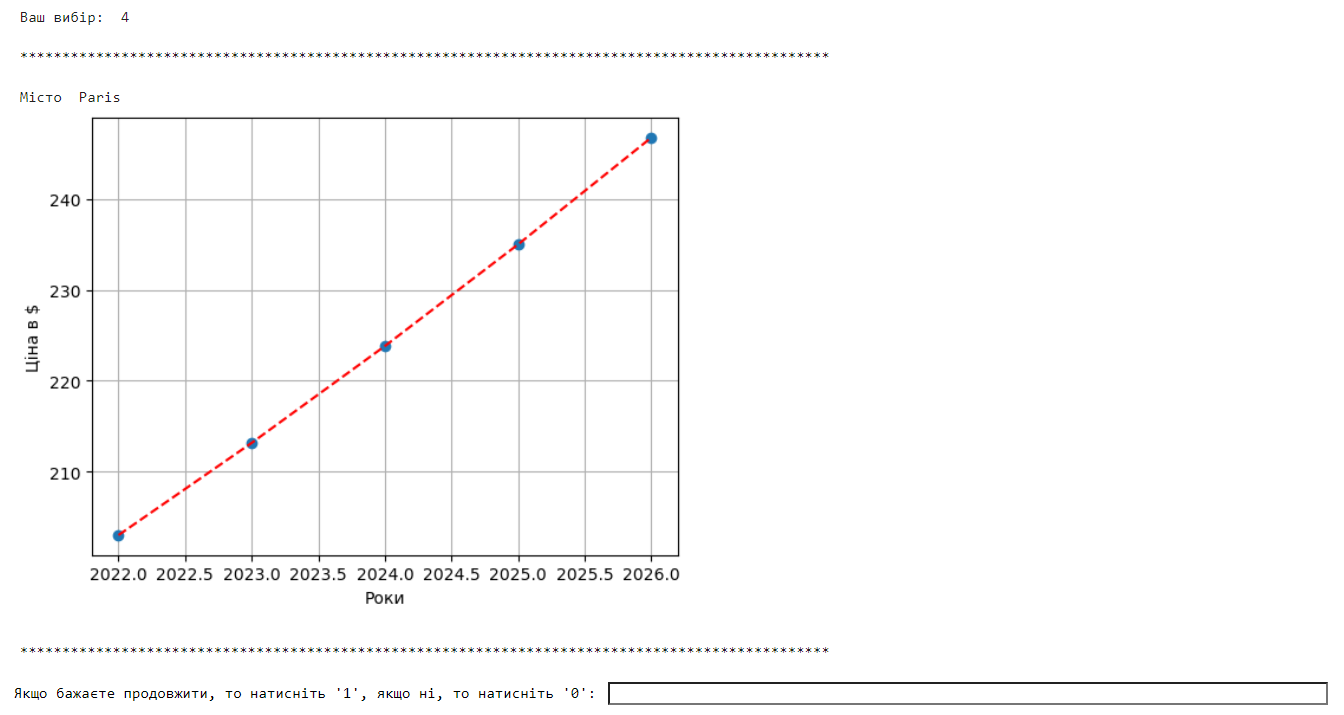 Ваш вибір:  4
************************************************************************************************
Місто  Paris
240
230
220
210
Ціна в $
2022.0 2022.5 2023.0 2023.5 2024.0 2024.5 2025.0 2025.5 2026.0
Роки
************************************************************************************************
Якщо бажаєте продовжити, то натисніть '1', якщо ні, то натисніть '0':